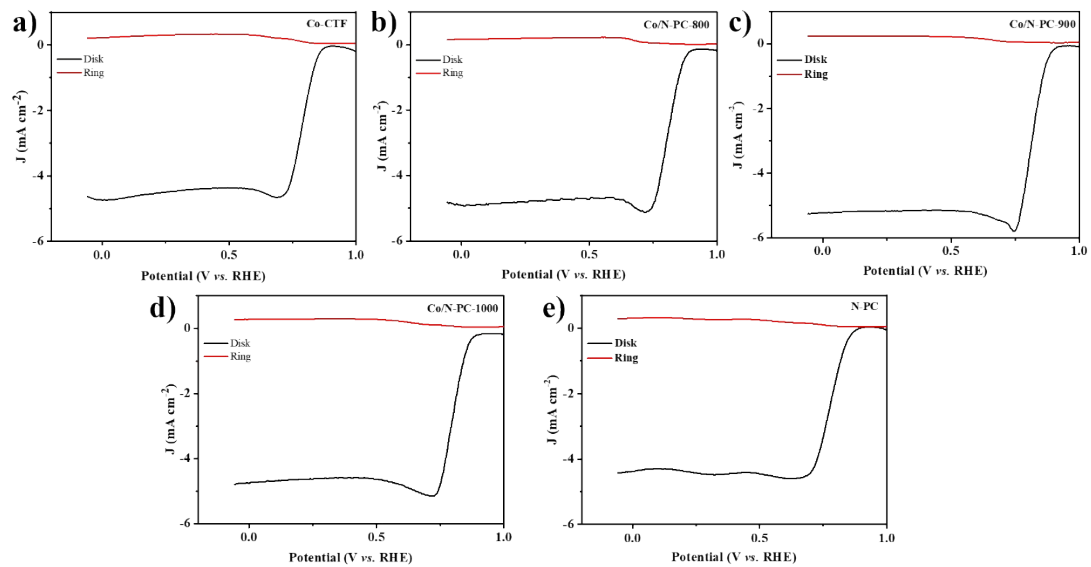 a)
Co-CTF
0
-2
-4
-6
J (mA cm-2)
Disk
Ring
0.0
0.5
1.0
Potential (V vs. RHE)
b)
Co/N-PC-800
0
-2
-4
-6
J (mA cm-2)
Disk
Ring
0.0
0.5
1.0
Potential (V vs. RHE)
c)
Co/N-PC-900
0
-2
-4
-6
J (mA cm-2)
Disk
Ring
0.0
0.5
1.0
Potential (V vs. RHE)
d)
Co/N-PC-1000
0
-2
-4
-6
J (mA cm-2)
Disk
Ring
0.0
0.5
1.0
Potential (V vs. RHE)
e)
N-PC
0
-2
-4
-6
J (mA cm-2)
Disk
Ring
0.0
0.5
1.0
Potential (V vs. RHE)